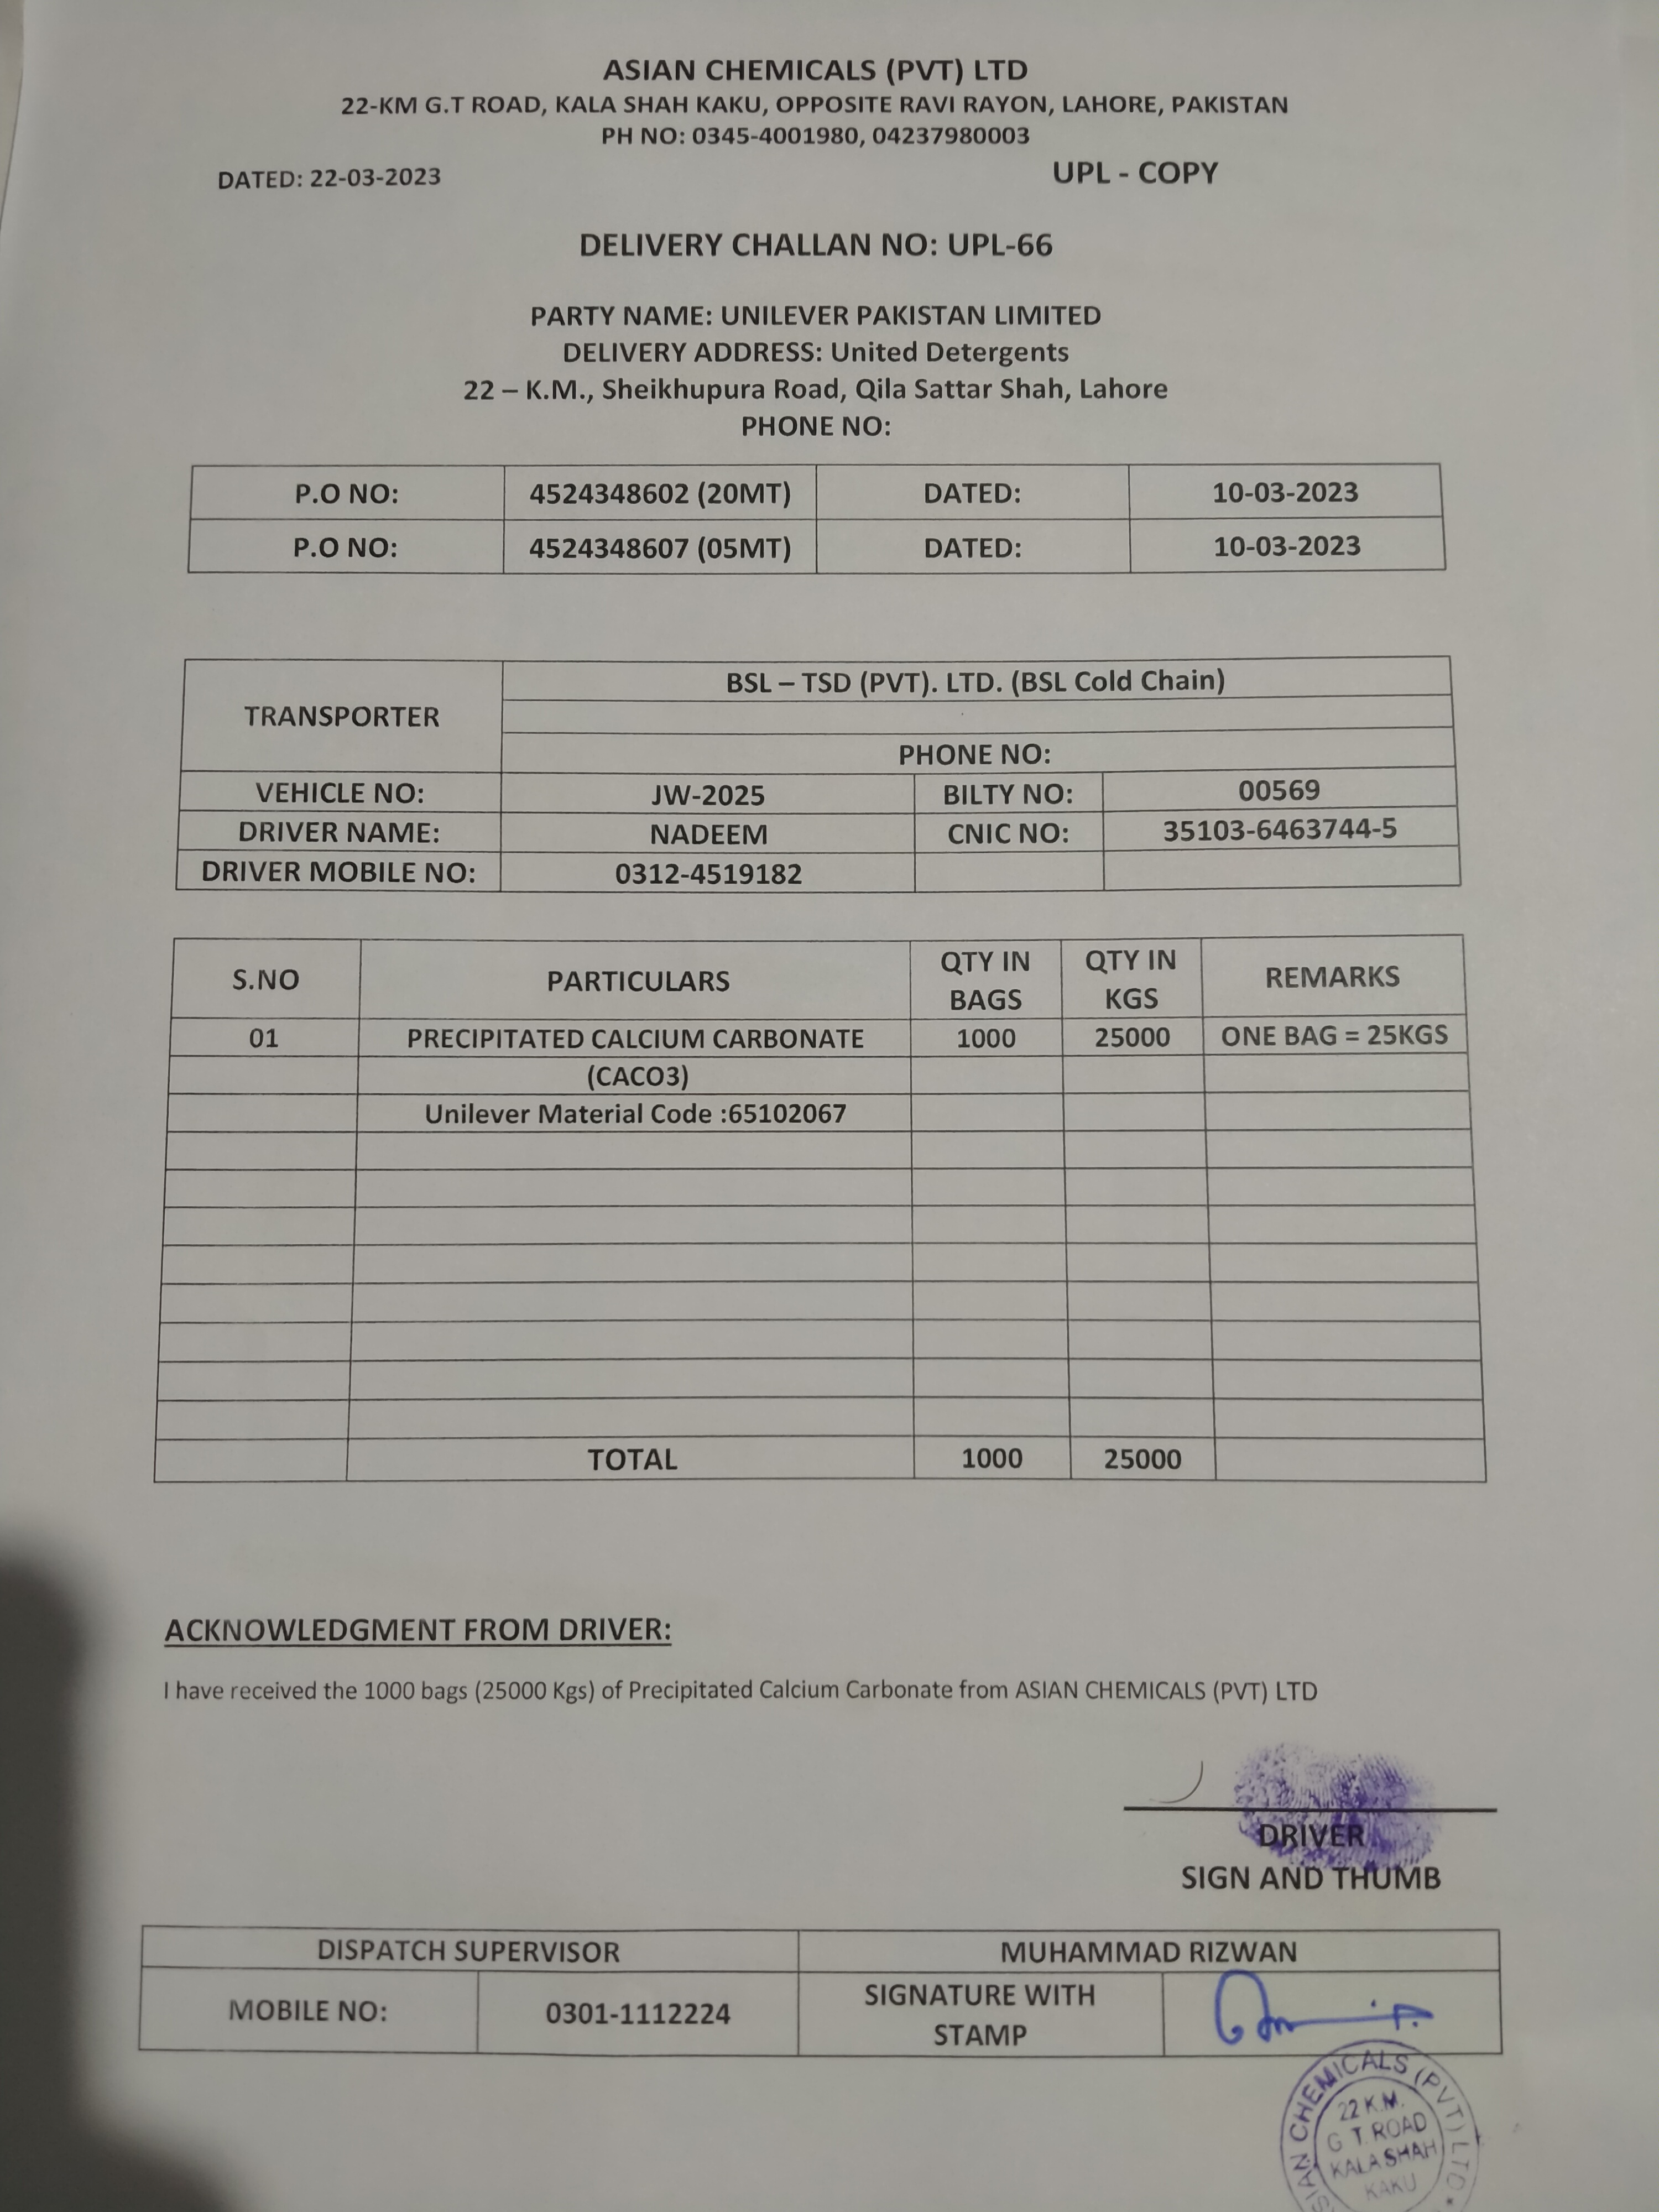 ASIAN CHEMICALS (PVT) LTD
22-KM G.T ROAD, KALA SHAH KAKU, OPPOSITE RAVI RAYON, LAHORE, PAKISTAN
PH NO: 0345-4001980, 04237980003
DATED: 22-03-2023 UPL - COPY
DELIVERY CHALLAN NO: UPL-66
PARTY NAME: UNILEVER PAKISTAN LIMITED
DELIVERY ADDRESS: United Detergents
22 – K.M., Sheikhupura Road, Qila Sattar Shah, Lahore
PHONE NO:
P.O NO: 4524348602 (20MT) DATED: 10-03-2023
P.O NO: 4524348607 (05MT) DATED: 10-03-2023
TRANSPORTER BSL – TSD (PVT). LTD. (BSL Cold Chain)
PHONE NO:
VEHICLE NO: JW-2025 BILTY NO: 00569
DRIVER NAME: NADEEM CNIC NO: 35103-6463744-5
DRIVER MOBILE NO: 0312-4519182
S.NO PARTICULARS QTY IN BAGS QTY IN KGS REMARKS
01 PRECIPITATED CALCIUM CARBONATE 1000 25000 ONE BAG = 25KGS
(CACO3)
Unilever Material Code :65102067
TOTAL 1000 25000
ACKNOWLEDGMENT FROM DRIVER:
I have received the 1000 bags (25000 Kgs) of Precipitated Calcium Carbonate from ASIAN CHEMICALS (PVT) LTD
DRIVER
SIGN AND THUMB
DISPATCH SUPERVISOR MUHAMMAD RIZWAN
MOBILE NO: 0301-1112224 SIGNATURE WITH STAMP
CHEMICALS (PVT) LTD
22 K.M.
G T. ROAD
KALA SHAH
KAKU